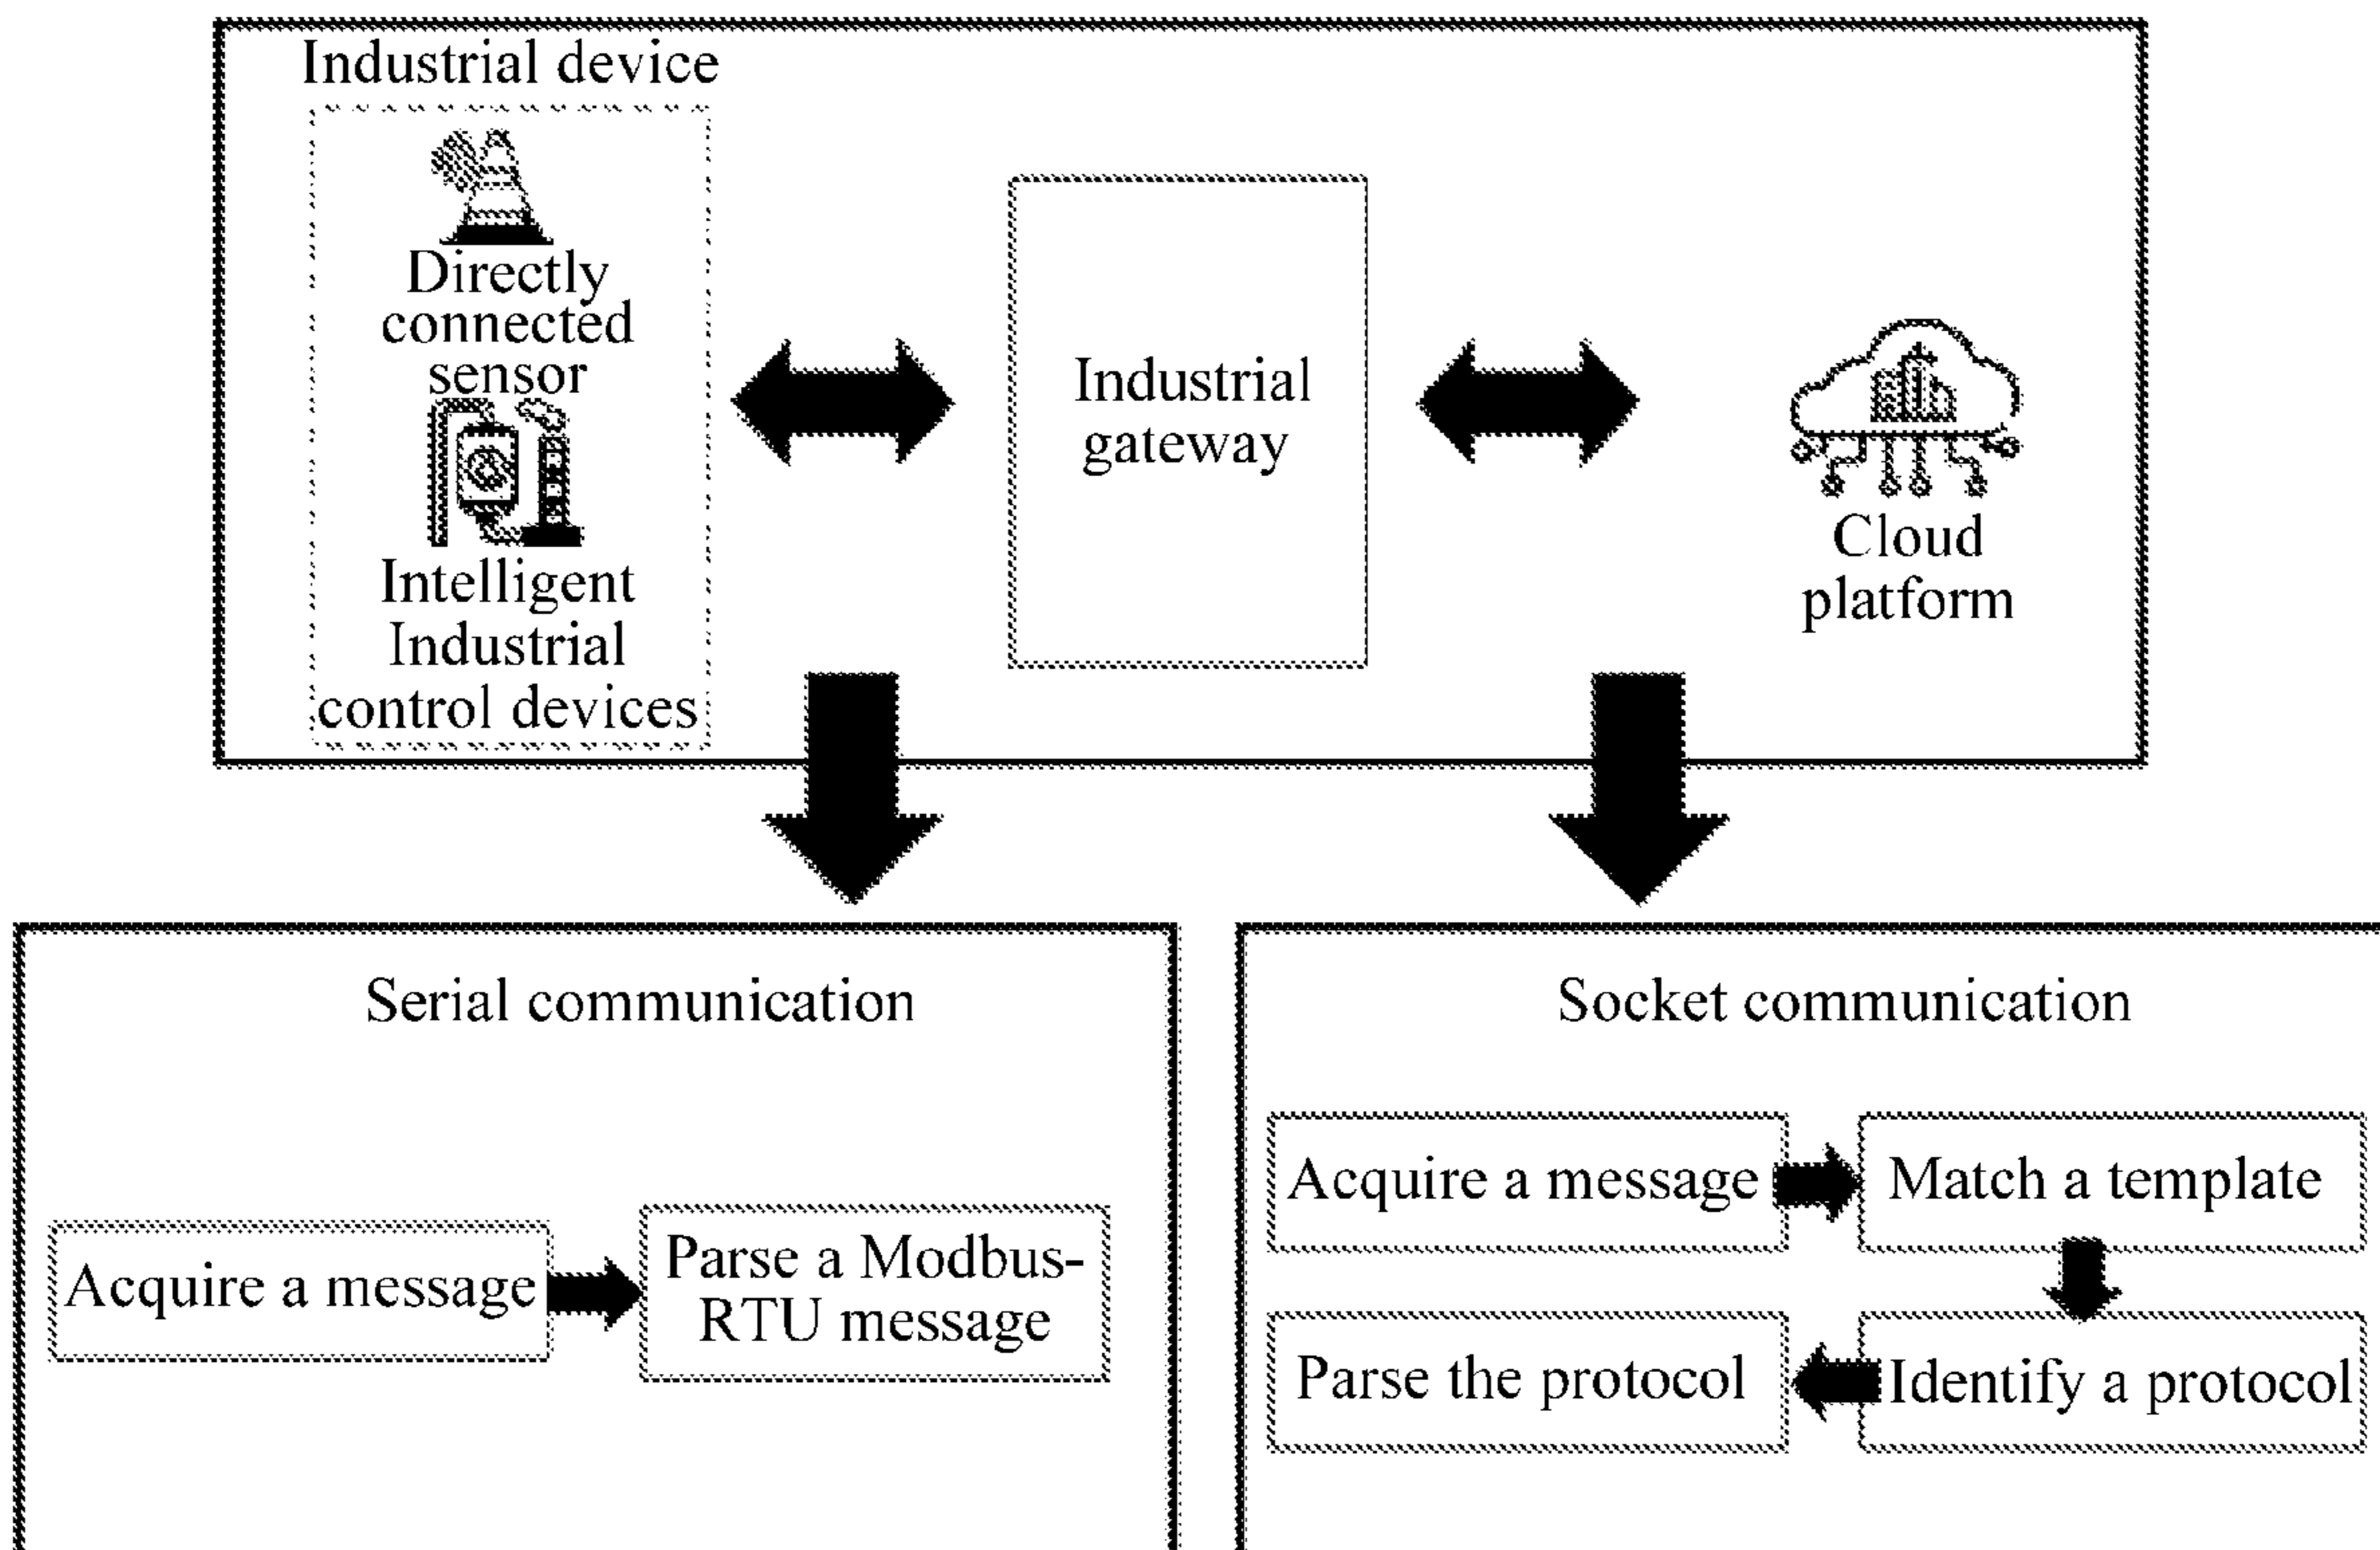 Industrial device
Directly
connected
sensor
Intelligent
Industrial
control devices
Industrial
gateway
Cloud
platform
Serial communication
Acquire a message
Parse a Modbus-
RTU message
Socket communication
Acquire a message
Match a template
Parse the protocol
Identify a protocol